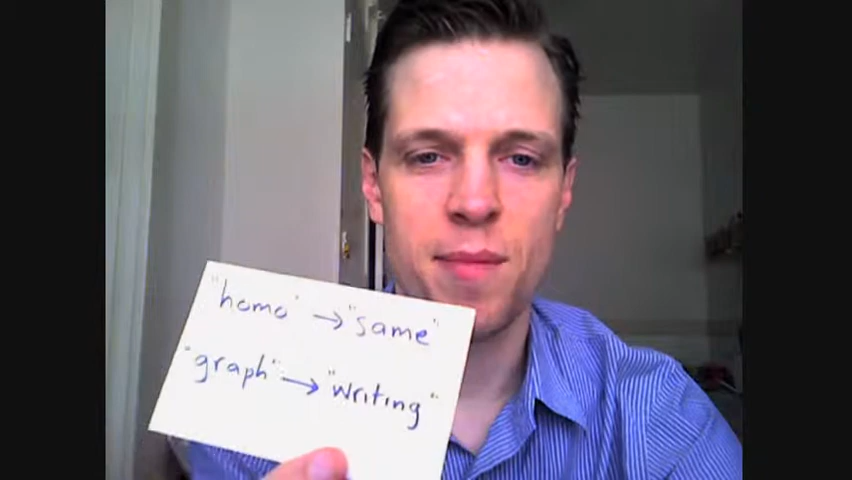 "homo" → "same"
"graph" → "writing"